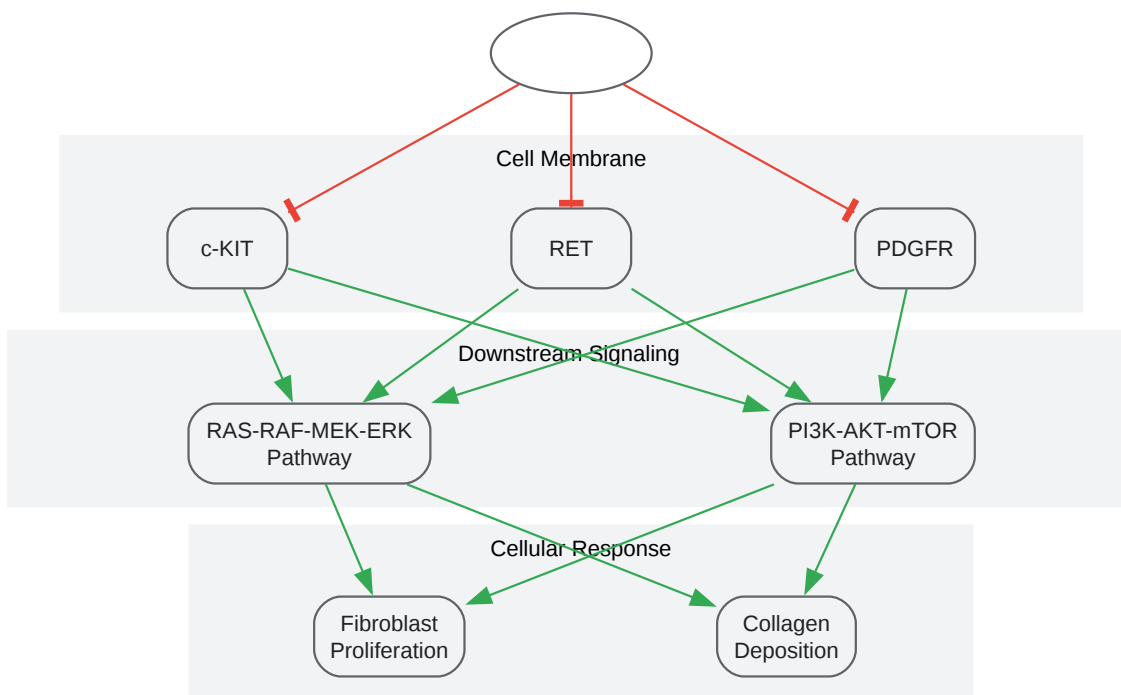 Cell Membrane
c-KIT
RET
PDGFR
Downstream Signaling
RAS-RAF-MEK-ERK
Pathway
PI3K-AKT-mTOR
Pathway
Cellular Response
Fibroblast
Proliferation
Collagen
Deposition